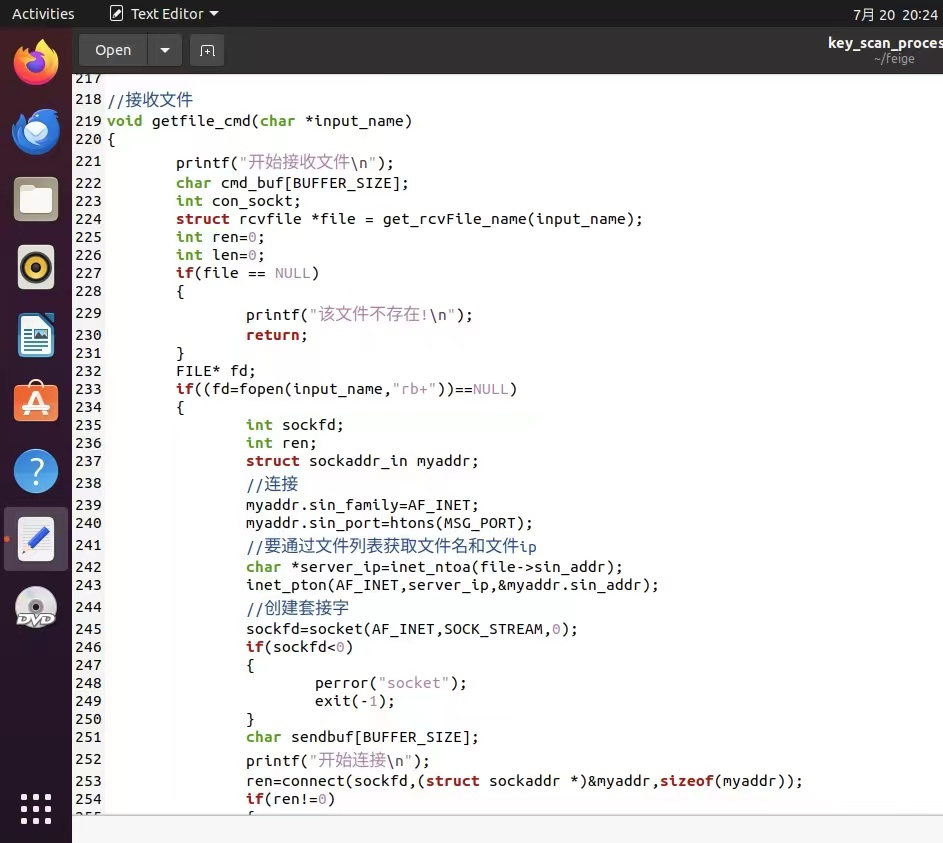 Activities Text Editor 7月 20 20:24
Open key_scan_proces
~/feige
217
218 //接收文件
219 void getfile_cmd(char *input_name)
220 {
221 printf("开始接收文件\n");
222 char cmd_buf[BUFFER_SIZE];
223 int con_sockt;
224 struct rcvfile *file = get_rcvFile_name(input_name);
225 int ren=0;
226 int len=0;
227 if(file == NULL)
228 {
229 printf("该文件不存在!\n");
230 return;
231 }
232 FILE* fd;
233 if((fd=fopen(input_name,"rb+"))==NULL)
234 {
235 int sockfd;
236 int ren;
237 struct sockaddr_in myaddr;
238 //连接
239 myaddr.sin_family=AF_INET;
240 myaddr.sin_port=htons(MSG_PORT);
241 //要通过文件列表获取文件名和文件ip
242 char *server_ip=inet_ntoa(file->sin_addr);
243 inet_pton(AF_INET,server_ip,&myaddr.sin_addr);
244 //创建套接字
245 sockfd=socket(AF_INET,SOCK_STREAM,0);
246 if(sockfd<0)
247 {
248 perror("socket");
249 exit(-1);
250 }
251 char sendbuf[BUFFER_SIZE];
252 printf("开始连接\n");
253 ren=connect(sockfd,(struct sockaddr *)&myaddr,sizeof(myaddr));
254 if(ren!=0)
255 {
DVD